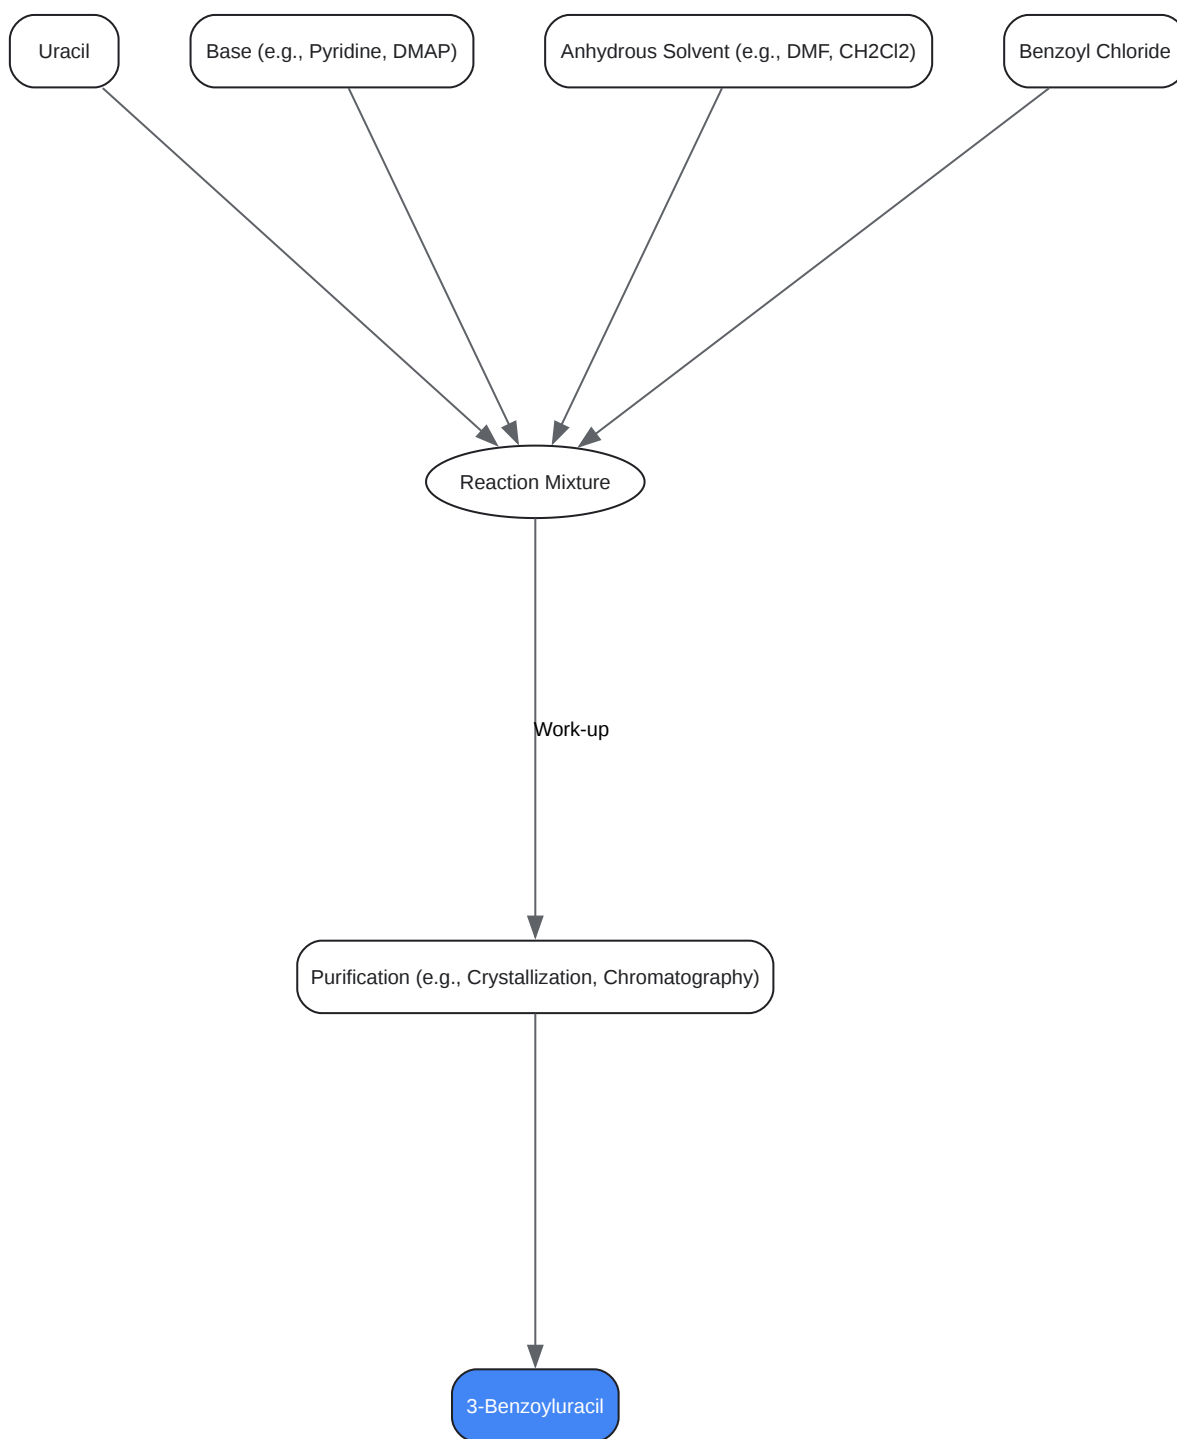 Uracil
Base (e.g., Pyridine, DMAP)
Anhydrous Solvent (e.g., DMF, CH2Cl2)
Benzoyl Chloride
Reaction Mixture
Work-up
Purification (e.g., Crystallization, Chromatography)
3-Benzoyluracil